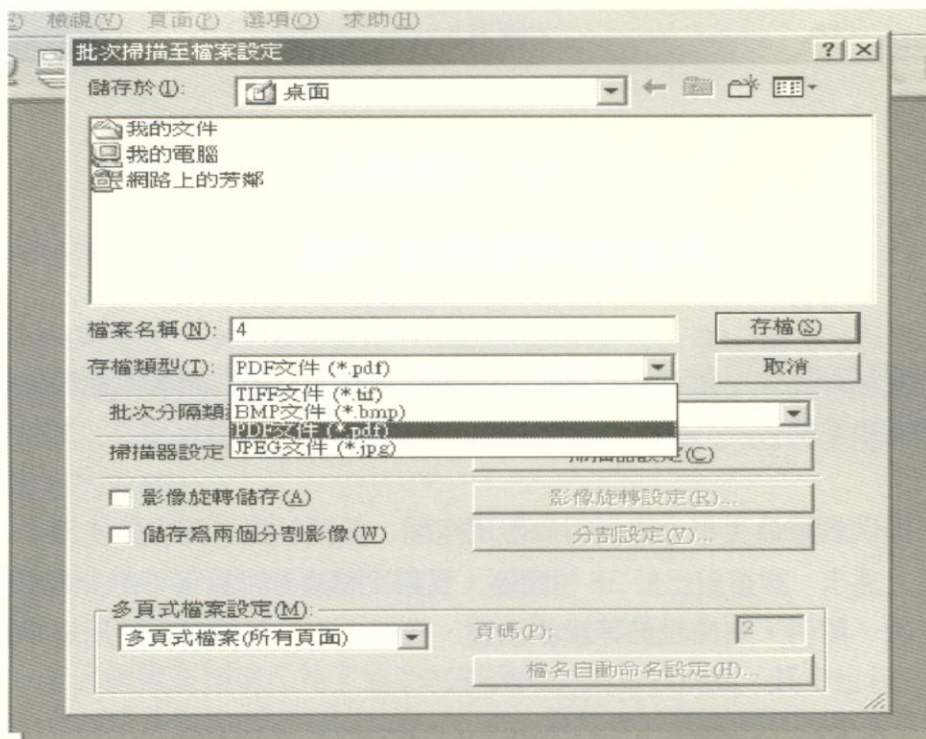 檢視(V) 頁面(P) 選項(O) 求助(H)
批次掃描至檔案設定
儲存於(I): 桌面
我的文件
我的電腦
網路上的芳鄰
檔案名稱(N): 4 存檔(S)
存檔類型(T): PDF文件 (*.pdf) 取消
TIFF文件 (*.tif)
批次分隔類 BMP文件 (*.bmp)
PDF文件 (*.pdf)
掃描器設定 JPEG文件 (*.jpg) 掃描器設定(C)
影像旋轉儲存(A) 影像旋轉設定(R)...
儲存為兩個分割影像(W) 分割設定(V)...
多頁式檔案設定(M):
多頁式檔案(所有頁面) 頁碼(P): 2
檔名自動命名設定(H)...